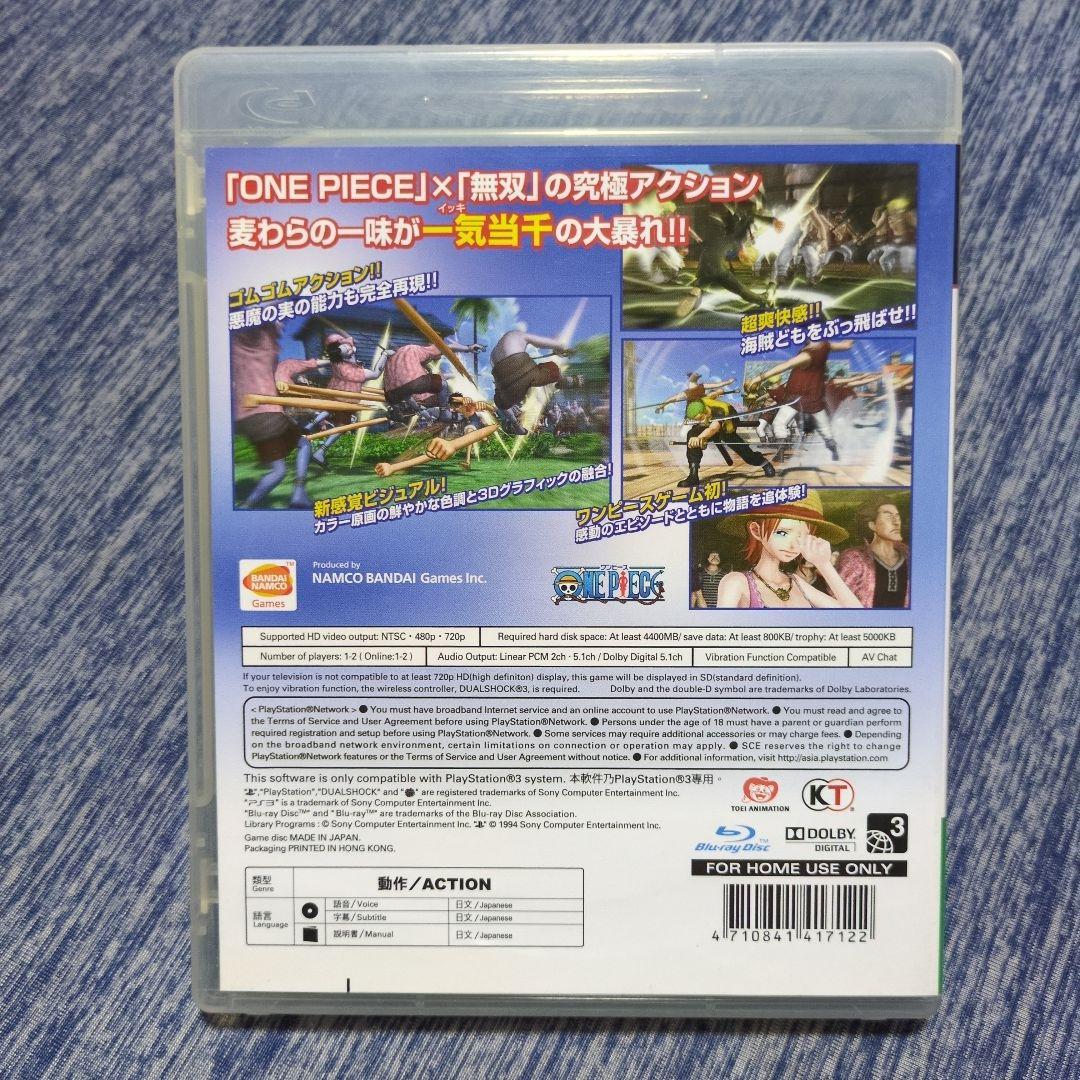 「ONE PIECE」×「無双」の究極アクション
イッキ
麦わらの一味が一気当千の大暴れ!!
ゴムゴムアクション!!
悪魔の実の能力も完全再現!!
超爽快感!!
海賊どもをぶっ飛ばせ!!
新感覚ビジュアル!
カラー原画の鮮やかな色調と3Dグラフィックの融合!
ワンピースゲーム初!
感動のエピソードとともに物語を追体験!
BANDAI
NAMCO
Games
TM
Produced by
NAMCO BANDAI Games Inc.
ワンピース
ONE PIECE
Supported HD video output: NTSC・480p・720p
Required hard disk space: At least 4400MB/ save data: At least 800KB/ trophy: At least 5000KB
Number of players: 1-2 ( Online:1-2 )
Audio Output: Linear PCM 2ch・5.1ch / Dolby Digital 5.1ch
Vibration Function Compatible
AV Chat
If your television is not compatible to at least 720p HD(high definiton) display, this game will be displayed in SD(standard definition).
To enjoy vibration function, the wireless controller, DUALSHOCK®3, is required.
Dolby and the double-D symbol are trademarks of Dolby Laboratories.
< PlayStation®Network > ● You must have broadband Internet service and an online account to use PlayStation®Network. ● You must read and agree to
the Terms of Service and User Agreement before using PlayStation®Network. ● Persons under the age of 18 must have a parent or guardian perform
required registration and setup before using PlayStation®Network. ● Some services may require additional accessories or may charge fees. ● Depending
on the broadband network environment, certain limitations on connection or operation may apply. ● SCE reserves the right to change
PlayStation®Network features or the Terms of Service and User Agreement without notice. ● For additional information, visit http://asia.playstation.com
This software is only compatible with PlayStation®3 system. 本軟件乃PlayStation®3專用。
"", "PlayStation", "DUALSHOCK" and "" are registered trademarks of Sony Computer Entertainment Inc.
"PS3" is a trademark of Sony Computer Entertainment Inc.
"Blu-ray Disc™" and "Blu-ray™" are trademarks of the Blu-ray Disc Association.
Library Programs : © Sony Computer Entertainment Inc. "" © 1994 Sony Computer Entertainment Inc.
Game disc MADE IN JAPAN.
Packaging PRINTED IN HONG KONG.
TOEI ANIMATION
KT
Blu-ray Disc
DOLBY
DIGITAL
3
FOR HOME USE ONLY
類型
Genre
動作/ACTION
語言
Language
語音/Voice
日文/Japanese
字幕/Subtitle
日文/Japanese
説明書/Manual
日文/Japanese
4 710841 417122